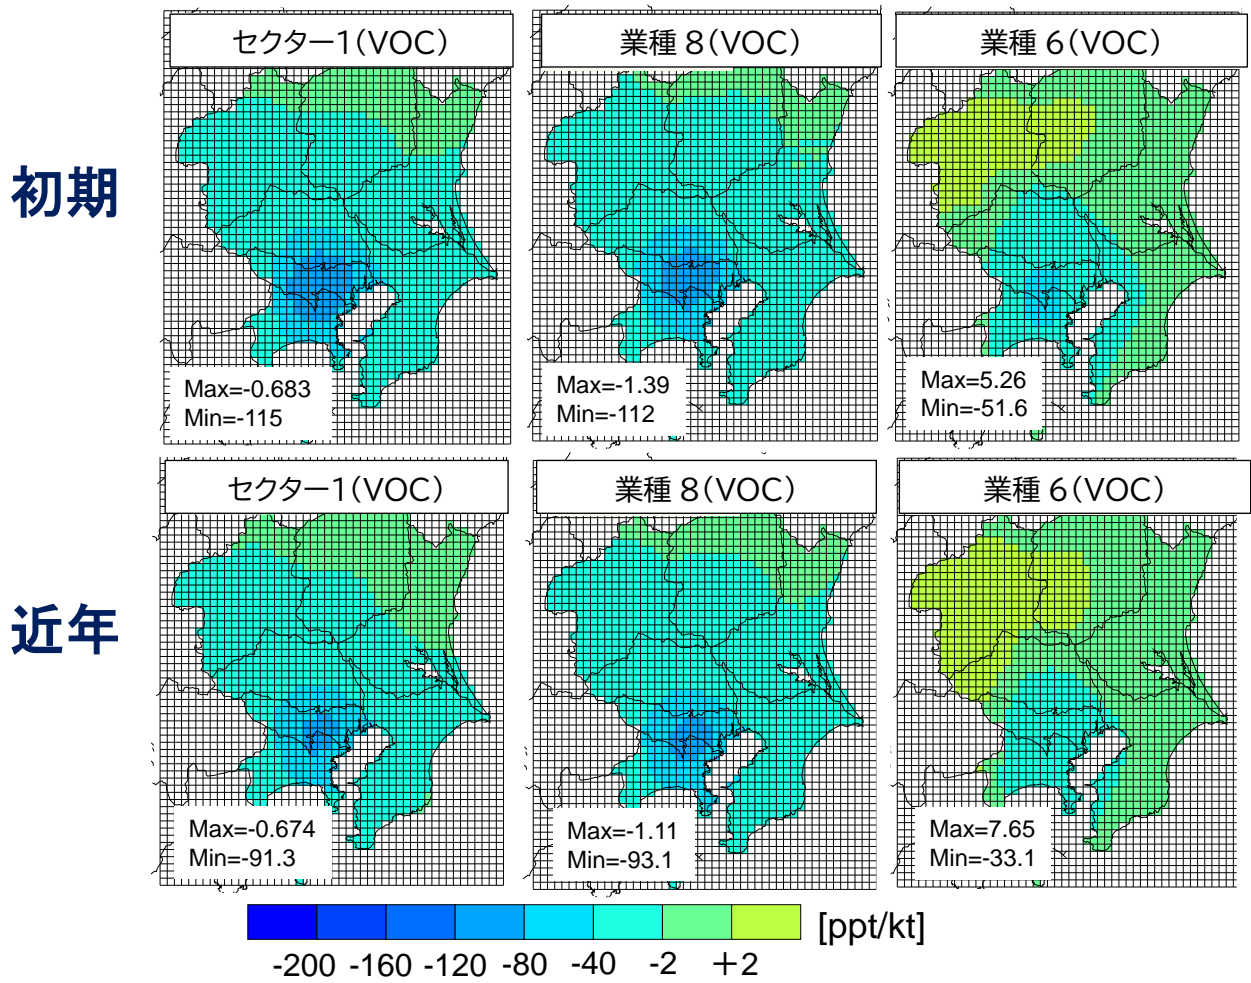 セクター1(VOC)
業種 8(VOC)
業種 6(VOC)
初期
Max=-0.683
Min=-115
Max=-1.39
Min=-112
Max=5.26
Min=-51.6
セクター1(VOC)
業種 8(VOC)
業種 6(VOC)
近年
Max=-0.674
Min=-91.3
Max=-1.11
Min=-93.1
Max=7.65
Min=-33.1
[ppt/kt]
-200 -160 -120 -80 -40 -2 +2